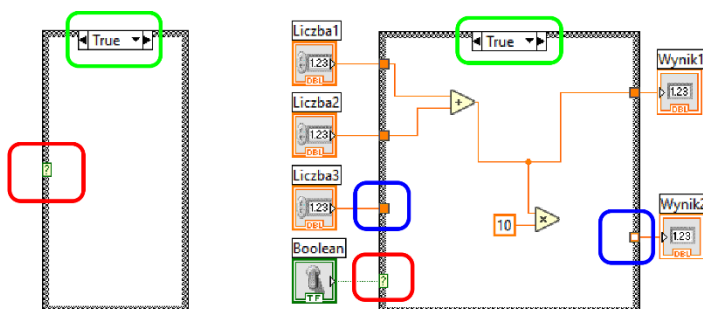 True
?
Liczba1
1.23
DBL
Liczba2
1.23
DBL
Liczba3
1.23
DBL
Boolean
TF
True
?
+
10
×
Wynik1
1.23
DBL
Wynik2
1.23
DBL